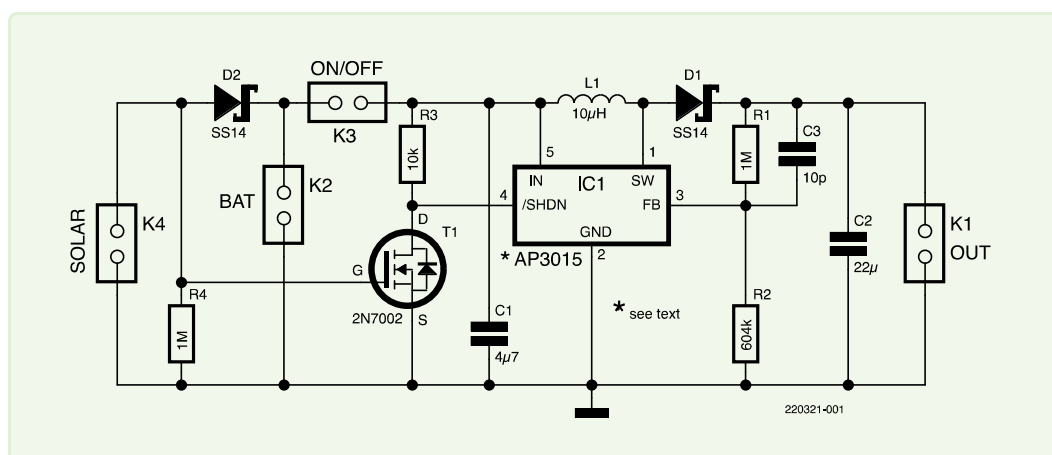 D2
SS14
ON/OFF
K3
R3
10k
L1
10µH
D1
SS14
R1
1M
C3
10p
5
1
IN
IC1
SW
4
/SHDN
FB
3
GND
2
* AP3015
BAT
K2
SOLAR
K4
D
T1
G
2N7002
S
R4
1M
C1
4µ7
* see text
R2
604k
C2
22µ
K1
OUT
220321-001